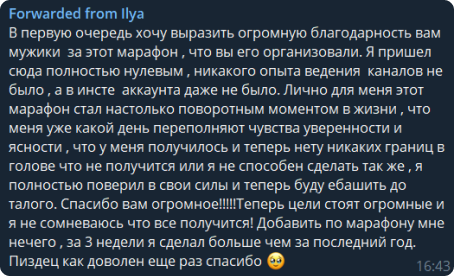 Forwarded from Ilya
В первую очередь хочу выразить огромную благодарность вам
мужики за этот марафон , что вы его организовали. Я пришел
сюда полностью нулевым , никакого опыта ведения каналов не
было , а в инсте аккаунта даже не было. Лично для меня этот
марафон стал настолько поворотным моментом в жизни , что
меня уже какой день переполняют чувства уверенности и
ясности , что у меня получилось и теперь нету никаких границ в
голове что не получится или я не способен сделать так же , я
полностью поверил в свои силы и теперь буду ебашить до
талого. Спасибо вам огромное!!!!!Теперь цели стоят огромные и
я не сомневаюсь что все получится! Добавить по марафону мне
нечего , за 3 недели я сделал больше чем за последний год.
Пиздец как доволен еще раз спасибо 🥹
16:43